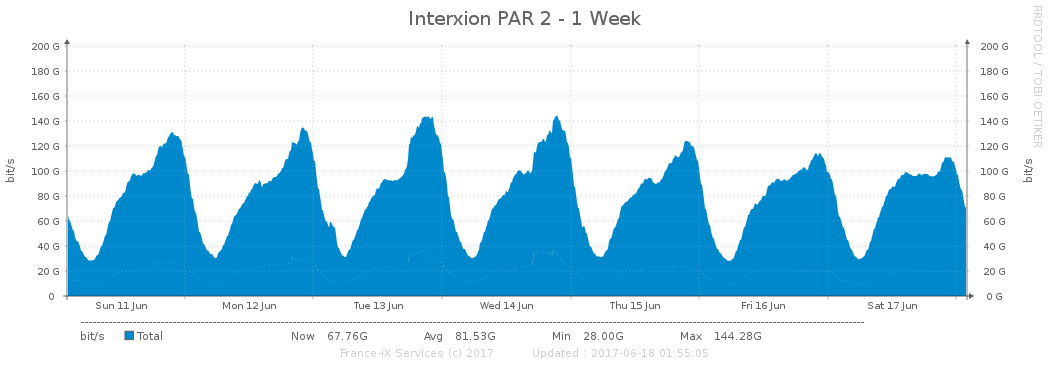 Interxion PAR 2 - 1 Week
RRDTOOL / TOBI OETIKER
200 G 200 G
180 G 180 G
160 G 160 G
140 G 140 G
120 G 120 G
100 G 100 G
80 G 80 G
60 G 60 G
40 G 40 G
20 G 20 G
0 0 G
bit/s bit/s
Sun 11 Jun Mon 12 Jun Tue 13 Jun Wed 14 Jun Thu 15 Jun Fri 16 Jun Sat 17 Jun
bit/s Total Now 67.76G Avg 81.53G Min 28.00G Max 144.28G
France-IX Services (c) 2017 Updated : 2017-06-18 01:55:05